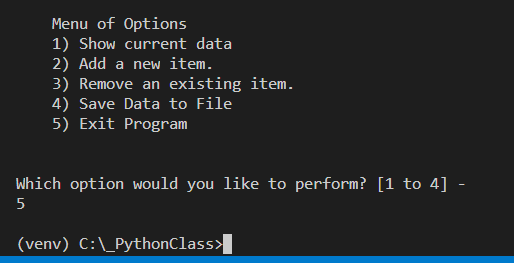 Menu of Options
1) Show current data
2) Add a new item.
3) Remove an existing item.
4) Save Data to File
5) Exit Program
Which option would you like to perform? [1 to 4] -
5
(venv) C:\_PythonClass>